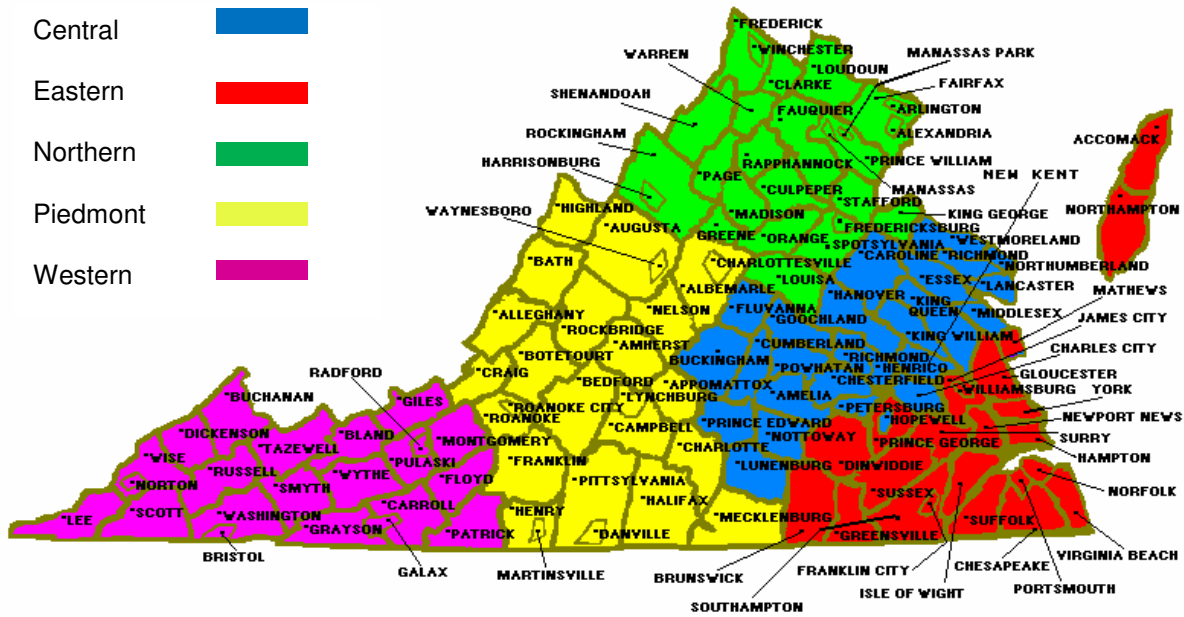 Central
Eastern
Northern
Piedmont
Western
FREDERICK
WINCHESTER
WARREN
MANASSAS PARK
LOUDOUN
CLARKE
FAIRFAX
SHENANDOAH
FAUQUIER
ARLINGTON
ALEXANDRIA
ROCKINGHAM
ACCOMACK
HARRISONBURG
RAPPHANNOCK
PRINCE WILLIAM
PAGE
NEW KENT
CULPEPER
MANASSAS
STAFFORD
WAYNESBORO
HIGHLAND
NORTHAMPTON
MADISON
KING GEORGE
AUGUSTA
GREENE
ORANGE
FREDERICKSBURG
SPOTSYLVANIA
WESTMORELAND
CAROLINE
RICHMOND
BATH
CHARLOTTESVILLE
NORTHUMBERLAND
LOUISA
ESSEX
LANCASTER
ALBEMARLE
HANOVER
MATHEWS
KING
QUEEN
NELSON
FLUVANNA
ALLEGHANY
GOOCHLAND
MIDDLESEX
JAMES CITY
ROCKBRIDGE
KING WILLIAM
AMHERST
CUMBERLAND
CHARLES CITY
BOTETOURT
BUCKINGHAM
RICHMOND
POWHATAN
HENRICO
RADFORD
CRAIG
GLOUCESTER
BEDFORD
APPOMATTOX
CHESTERFIELD
WILLIAMSBURG
YORK
BUCHANAN
GILES
LYNCHBURG
AMELIA
ROANOKE CITY
ROANOKE
PETERSBURG
NEWPORT NEWS
HOPEWELL
DICKENSON
BLAND
MONTGOMERY
CAMPBELL
PRINCE EDWARD
NOTTOWAY
PRINCE GEORGE
SURRY
TAZEWELL
CHARLOTTE
WISE
PULASKI
FRANKLIN
HAMPTON
RUSSELL
WYTHE
LUNENBURG
DINWIDDIE
FLOYD
PITTSYLVANIA
NORTON
SMYTH
NORFOLK
SUSSEX
HALIFAX
CARROLL
HENRY
SCOTT
WASHINGTON
MECKLENBURG
LEE
SUFFOLK
GRAYSON
PATRICK
DANVILLE
GREENSVILLE
BRISTOL
VIRGINIA BEACH
CHESAPEAKE
GALAX
MARTINSVILLE
BRUNSWICK
FRANKLIN CITY
PORTSMOUTH
ISLE OF WIGHT
SOUTHAMPTON